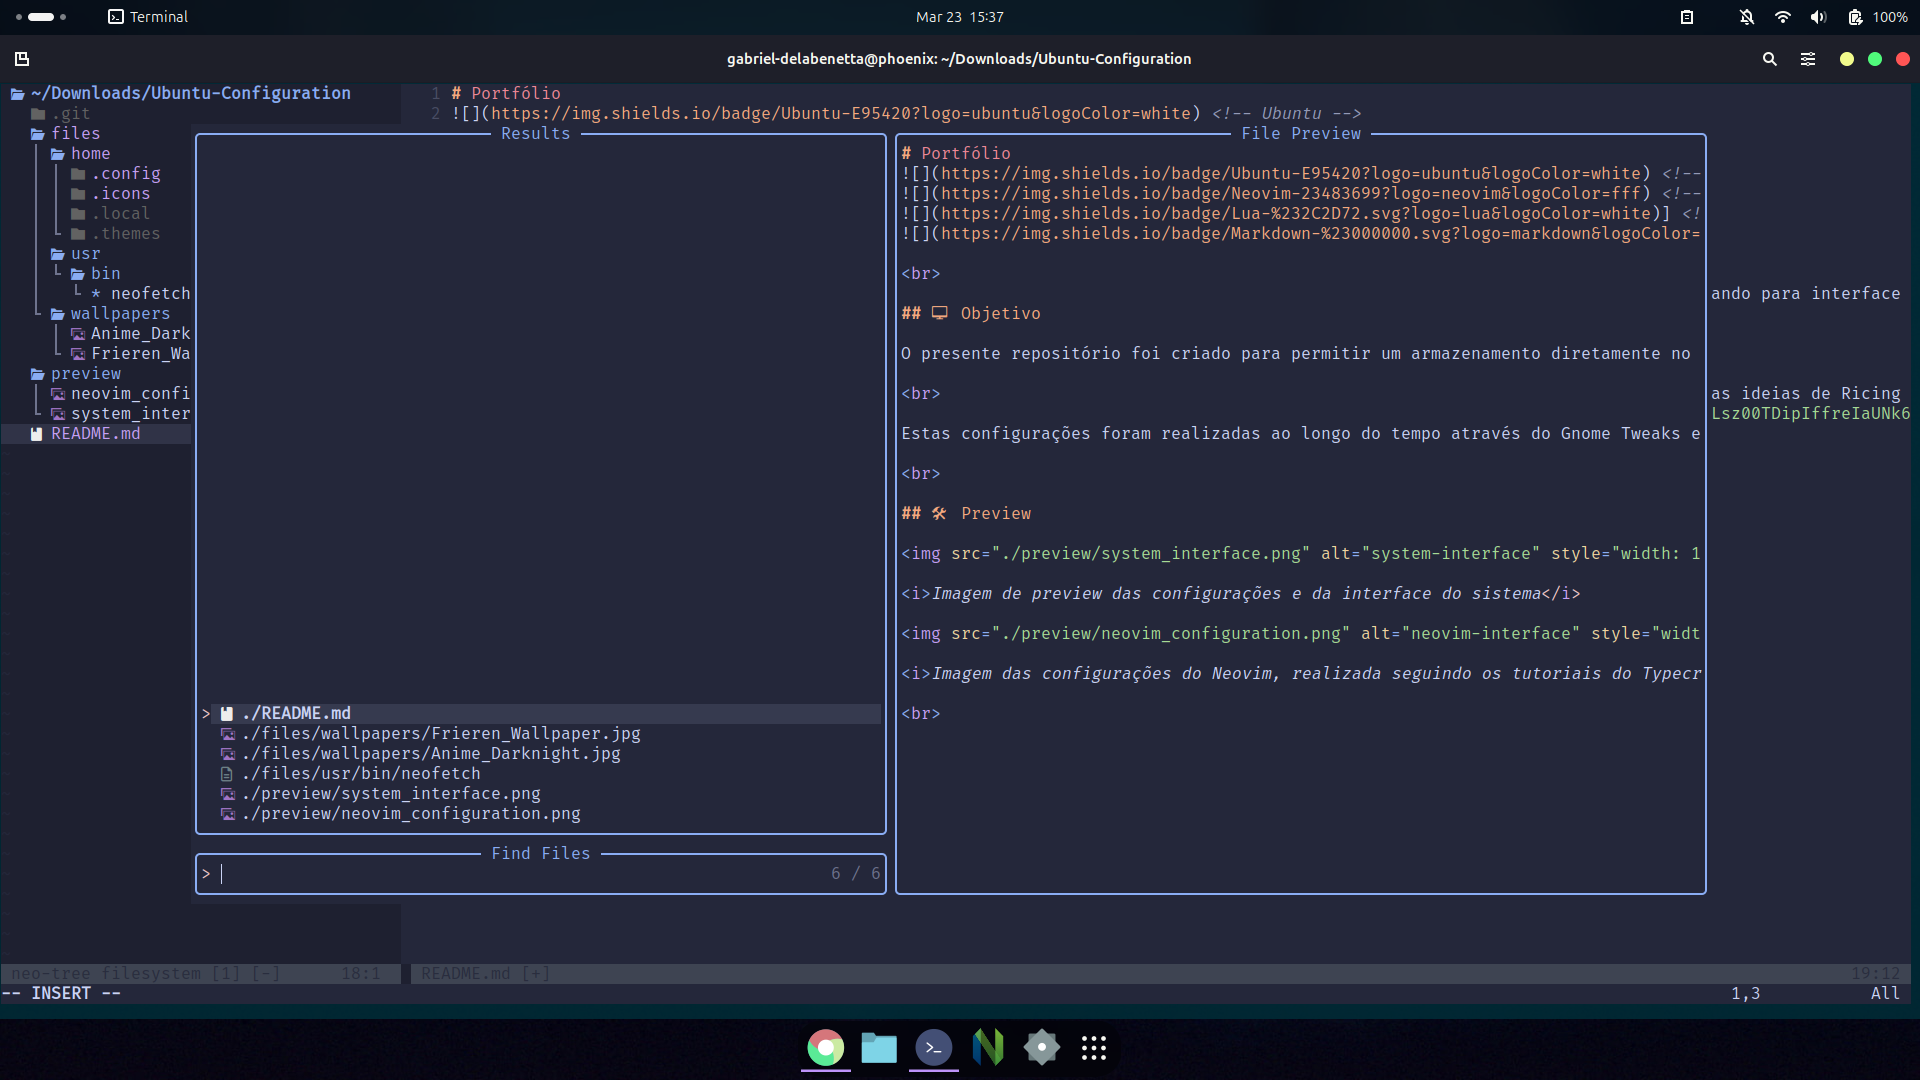 Terminal
Mar 23 15:37
100%
gabriel-delabenetta@phoenix: ~/Downloads/Ubuntu-Configuration
~/Downloads/Ubuntu-Configuration
.git
files
home
.config
.icons
.local
.themes
usr
bin
* neofetch
wallpapers
Anime_Dark
Frieren_Wa
preview
neovim_confi
system_inter
README.md
1 # Portfólio
2 ![](https://img.shields.io/badge/Ubuntu-E95420?logo=ubuntu&logoColor=white) <!-- Ubuntu -->
Results
> ./README.md
./files/wallpapers/Frieren_Wallpaper.jpg
./files/wallpapers/Anime_Darknight.jpg
./files/usr/bin/neofetch
./preview/system_interface.png
./preview/neovim_configuration.png
Find Files
> 6 / 6
File Preview
# Portfólio
![](https://img.shields.io/badge/Ubuntu-E95420?logo=ubuntu&logoColor=white) <!--
![](https://img.shields.io/badge/Neovim-23483699?logo=neovim&logoColor=fff) <!--
![](https://img.shields.io/badge/Lua-%232C2D72.svg?logo=lua&logoColor=white)] <!
![](https://img.shields.io/badge/Markdown-%23000000.svg?logo=markdown&logoColor=
<br>
## 🖵 Objetivo
O presente repositório foi criado para permitir um armazenamento diretamente no
<br>
Estas configurações foram realizadas ao longo do tempo através do Gnome Tweaks e
<br>
## 🛠 Preview
<img src="./preview/system_interface.png" alt="system-interface" style="width: 1
<i>Imagem de preview das configurações e da interface do sistema</i>
<img src="./preview/neovim_configuration.png" alt="neovim-interface" style="widt
<i>Imagem das configurações do Neovim, realizada seguindo os tutoriais do Typecr
<br>
ando para interface
as ideias de Ricing
Lsz00TDipIffreIaUNk6
neo-tree filesystem [1] [-] 18:1
README.md [+] 19:12
-- INSERT -- 1,3 All